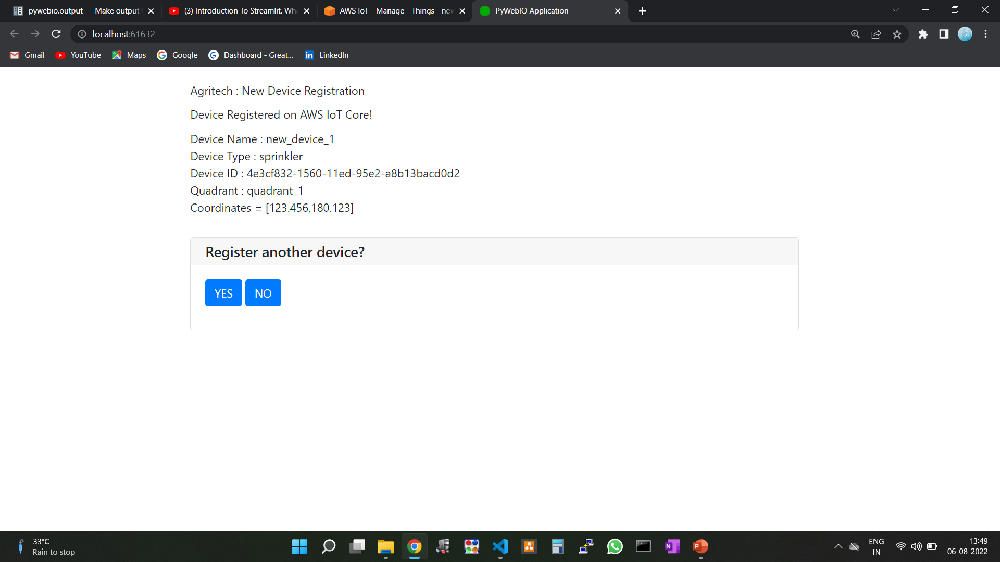 pywebio.output — Make output
(3) Introduction To Streamlit. Wha
AWS IoT - Manage - Things - new
PyWebIO Application
localhost:61632
Gmail
YouTube
Maps
Google
Dashboard - Great...
LinkedIn
Agritech : New Device Registration
Device Registered on AWS IoT Core!
Device Name : new_device_1
Device Type : sprinkler
Device ID : 4e3cf832-1560-11ed-95e2-a8b13bacd0d2
Quadrant : quadrant_1
Coordinates = [123.456,180.123]
Register another device?
YES NO
33°C
Rain to stop
ENG
IN
13:49
06-08-2022